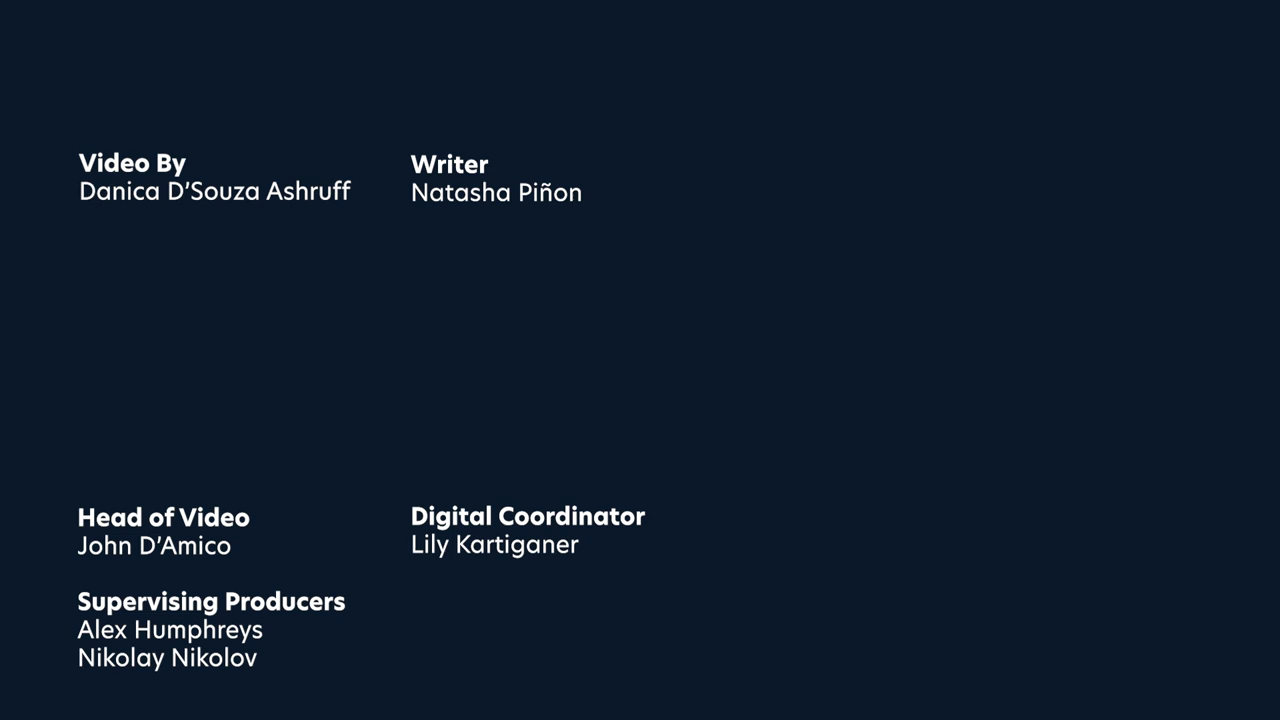 Video By
Danica D’Souza Ashruff
Writer
Natasha Piñon
Head of Video
John D’Amico
Digital Coordinator
Lily Kartiganer
Supervising Producers
Alex Humphreys
Nikolay Nikolov